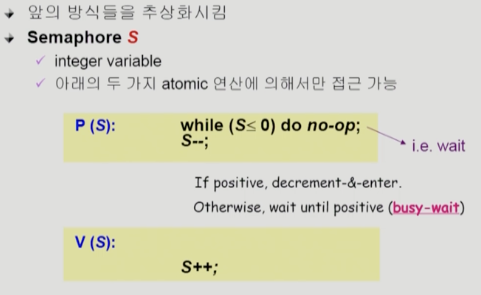 앞의 방식들을 추상화시킴
Semaphore S
integer variable
아래의 두 가지 atomic 연산에 의해서만 접근 가능
P (S): while (S≤ 0) do no-op;
S--;
i.e. wait
If positive, decrement-&-enter.
Otherwise, wait until positive (busy-wait)
V (S):
S++;